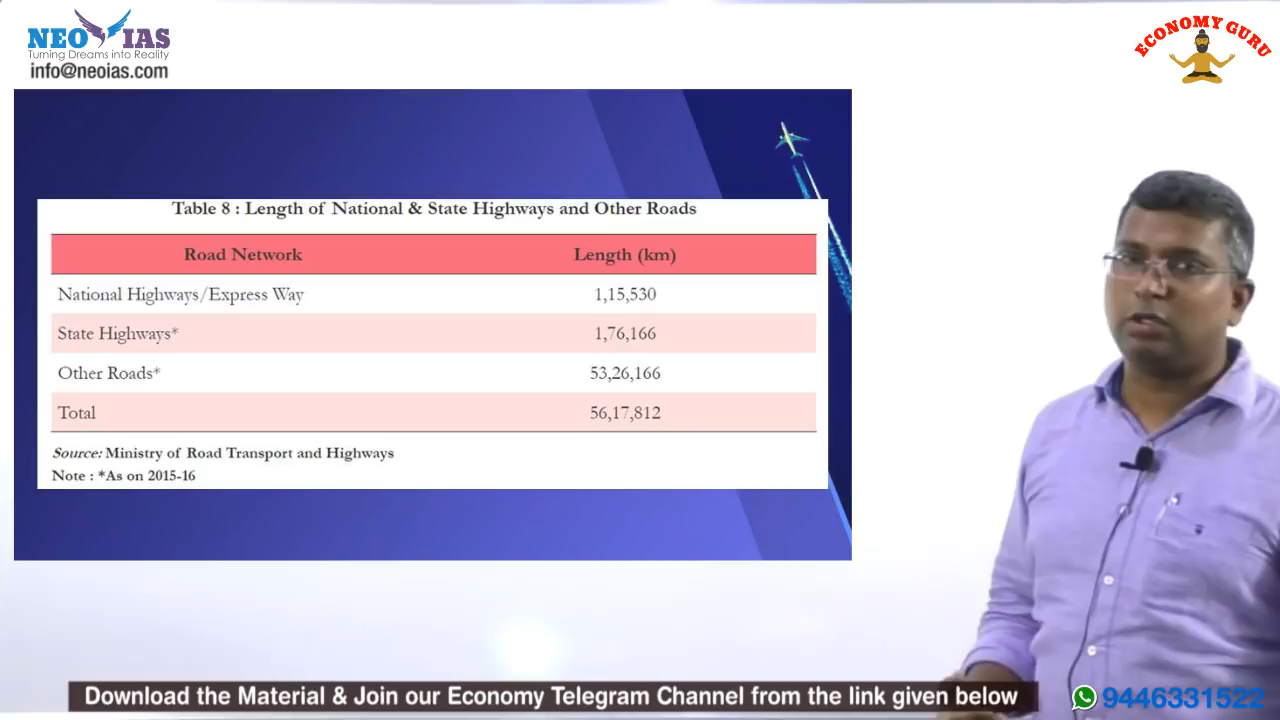 NEO IAS
Turning Dreams into Reality
info@neoias.com
ECONOMY GURU
Table 8 : Length of National & State Highways and Other Roads
Road Network Length (km)
National Highways/Express Way 1,15,530
State Highways* 1,76,166
Other Roads* 53,26,166
Total 56,17,812
Source: Ministry of Road Transport and Highways
Note : *As on 2015-16
Download the Material & Join our Economy Telegram Channel from the link given below
9446331522